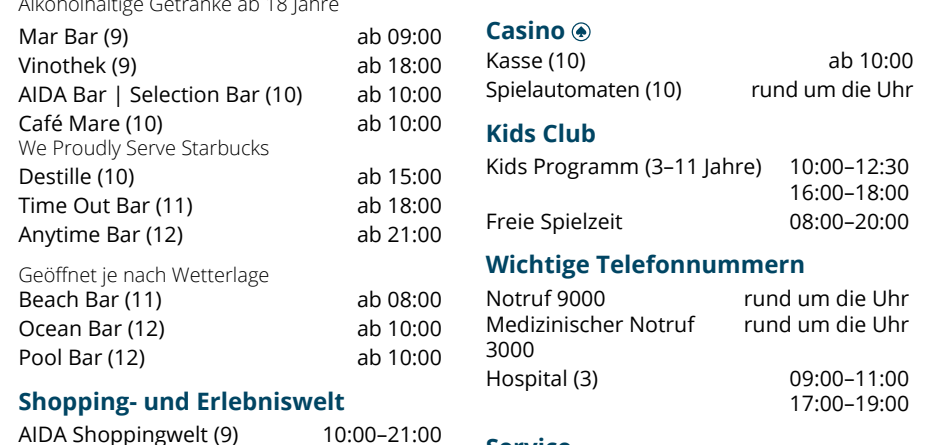 Alkoholhaltige Getränke ab 18 Jahre
Mar Bar (9) ab 09:00
Vinothek (9) ab 18:00
AIDA Bar | Selection Bar (10) ab 10:00
Café Mare (10) ab 10:00
We Proudly Serve Starbucks
Destille (10) ab 15:00
Time Out Bar (11) ab 18:00
Anytime Bar (12) ab 21:00
Geöffnet je nach Wetterlage
Beach Bar (11) ab 08:00
Ocean Bar (12) ab 10:00
Pool Bar (12) ab 10:00
Shopping- und Erlebniswelt
AIDA Shoppingwelt (9) 10:00–21:00
Casino
Kasse (10) ab 10:00
Spielautomaten (10) rund um die Uhr
Kids Club
Kids Programm (3–11 Jahre) 10:00–12:30
16:00–18:00
Freie Spielzeit 08:00–20:00
Wichtige Telefonnummern
Notruf 9000 rund um die Uhr
Medizinischer Notruf rund um die Uhr
3000
Hospital (3) 09:00–11:00
17:00–19:00
Service